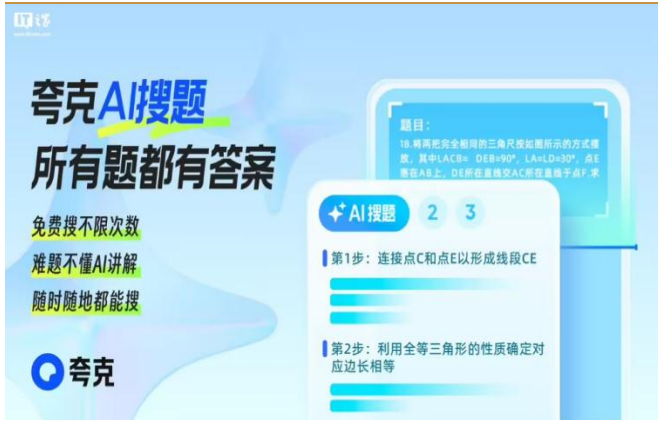 IT之家
夸克AI搜题
所有题都有答案
免费搜不限次数
难题不懂AI讲解
随时随地都能搜
夸克
题目：
18.将两把完全相同的三角尺按如图所示的方式摆
放，其中LACB= DEB=90°，LA=LD=30°，点E
落在AB上，DE所在直线交AC所在直线于点F.求
AI搜题 2 3
第1步：连接点C和点E以形成线段CE
第2步：利用全等三角形的性质确定对
应边长相等